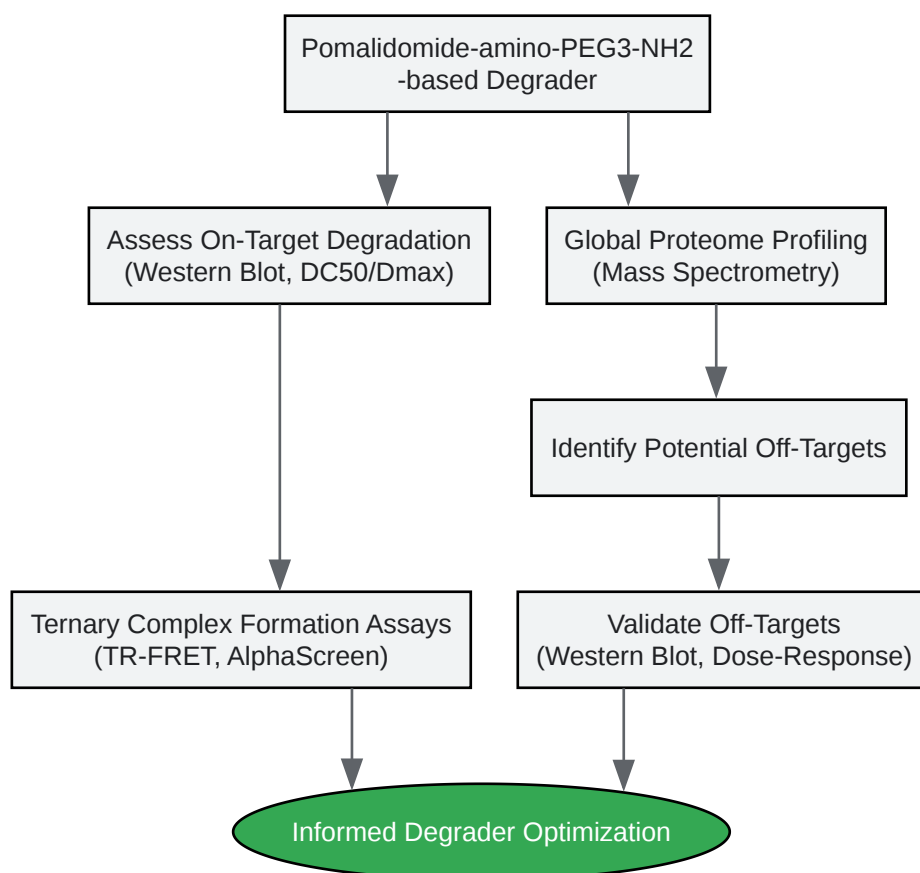 Pomalidomide-amino-PEG3-NH2
-based Degrader
Assess On-Target Degradation
(Western Blot, DC50/Dmax)
Global Proteome Profiling
(Mass Spectrometry)
Identify Potential Off-Targets
Ternary Complex Formation Assays
(TR-FRET, AlphaScreen)
Validate Off-Targets
(Western Blot, Dose-Response)
Informed Degrader Optimization